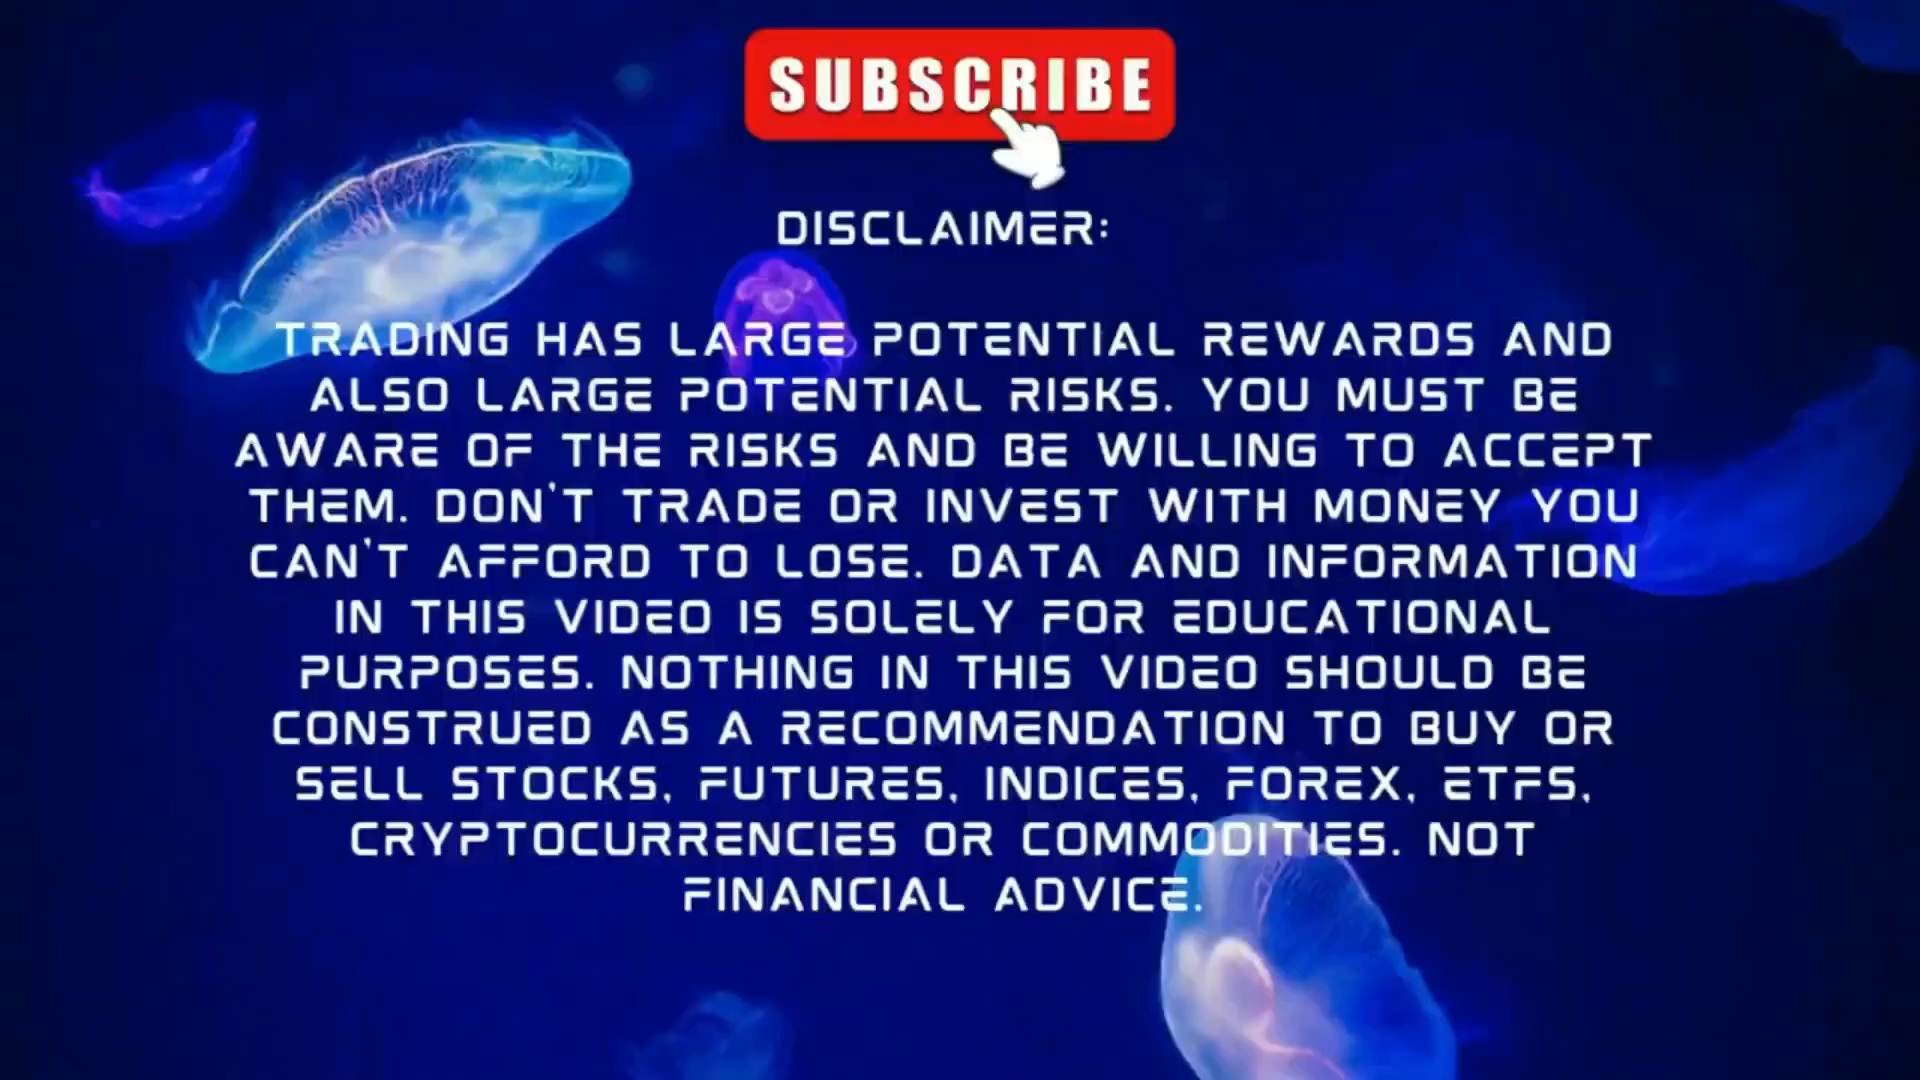 SUBSCRIBE
DISCLAIMER:
TRADING HAS LARGE POTENTIAL REWARDS AND
ALSO LARGE POTENTIAL RISKS. YOU MUST BE
AWARE OF THE RISKS AND BE WILLING TO ACCEPT
THEM. DON'T TRADE OR INVEST WITH MONEY YOU
CAN'T AFFORD TO LOSE. DATA AND INFORMATION
IN THIS VIDEO IS SOLELY FOR EDUCATIONAL
PURPOSES. NOTHING IN THIS VIDEO SHOULD BE
CONSTRUED AS A RECOMMENDATION TO BUY OR
SELL STOCKS, FUTURES, INDICES, FOREX, ETFS,
CRYPTOCURRENCIES OR COMMODITIES. NOT
FINANCIAL ADVICE.